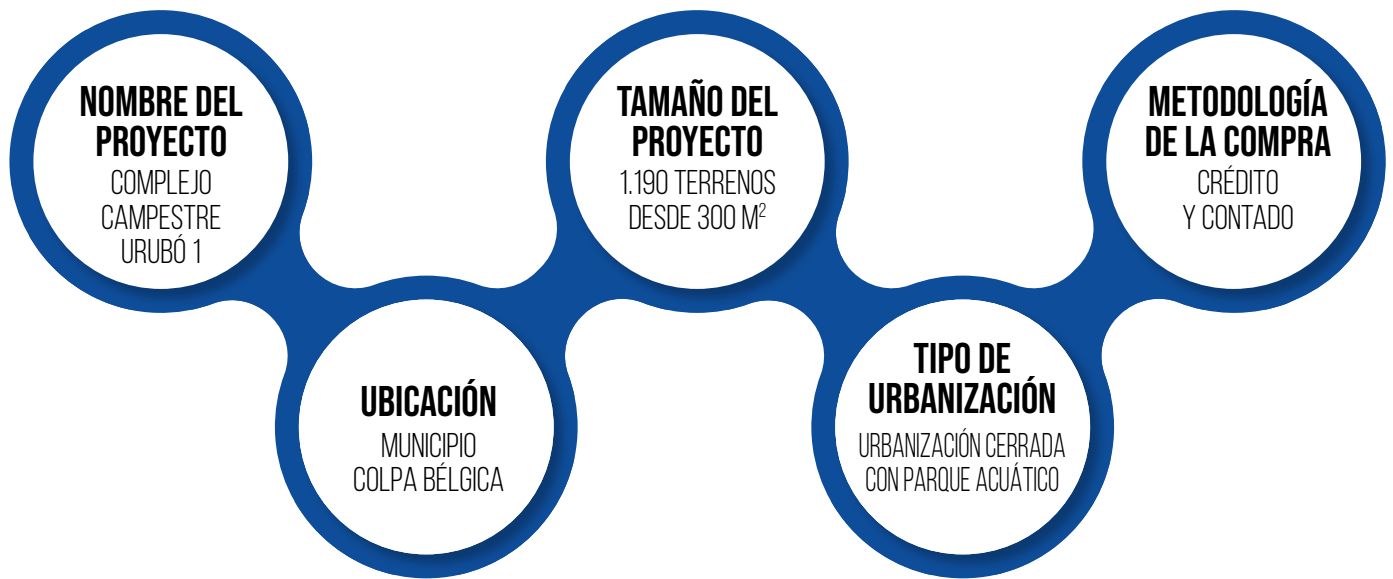 NOMBRE DEL
PROYECTO
COMPLEJO
CAMPESTRE
URUBÓ 1
UBICACIÓN
MUNICIPIO
COLPA BÉLGICA
TAMAÑO DEL
PROYECTO
1.190 TERRENOS
DESDE 300 M²
TIPO DE
URBANIZACIÓN
URBANIZACIÓN CERRADA
CON PARQUE ACUÁTICO
METODOLOGÍA
DE LA COMPRA
CRÉDITO
Y CONTADO